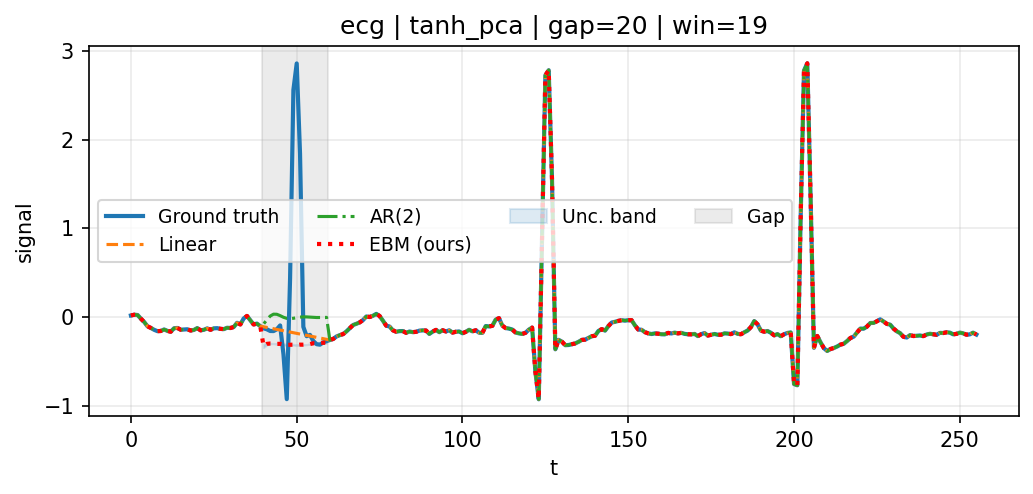 ecg | tanh_pca | gap=20 | win=19
signal
3
2
1
0
−1
Ground truth
Linear
AR(2)
EBM (ours)
Unc. band
Gap
0
50
100
150
200
250
t